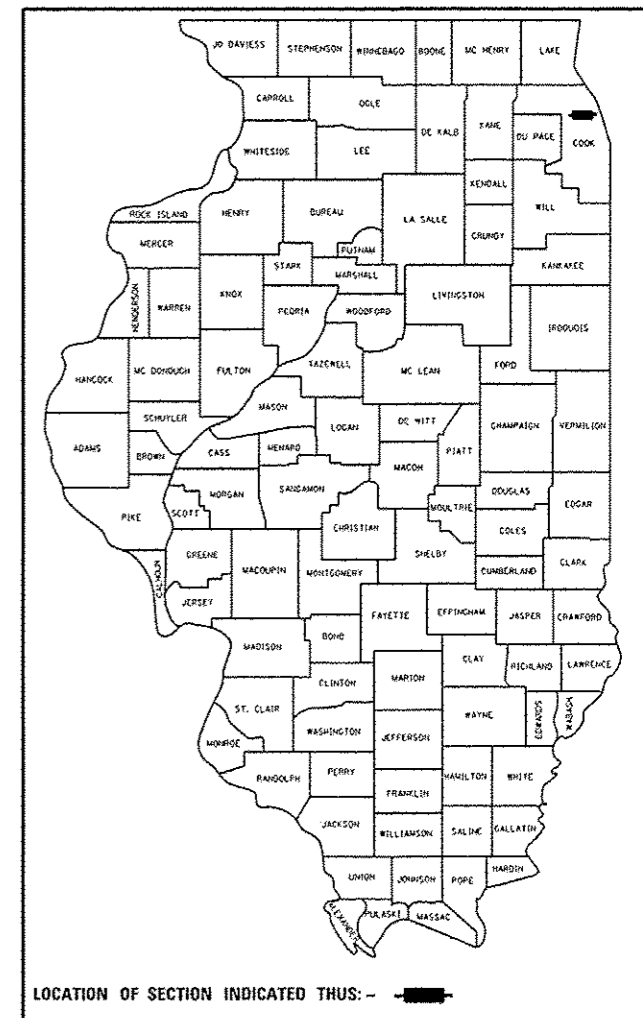 JO DAVIESS STEPHENSON WINNEBAGO BOONE MC HENRY LAKE
CARROLL OGLE DE KALB KANE DU PAGE COOK
WHITESIDE LEE KENDALL WILL
ROCK ISLAND HENRY BUREAU LA SALLE GRUNDY
MERCER PUTNAM KANKAKEE
HENDERSON WARREN KNOX STARK MARSHALL LIVINGSTON
PEORIA WOODFORD IROQUOIS
HANCOCK MC DONOUGH FULTON TAZEWELL MC LEAN FORD
SCHUYLER MASON LOGAN DE WITT CHAMPAIGN VERMILION
ADAMS BROWN CASS MENARD MACON PIATT
PIKE SCOTT MORGAN SANGAMON MOULTRIE DOUGLAS EDGAR
CHRISTIAN COLES
CALHOUN GREENE MACOUPIN MONTGOMERY SHELBY CUMBERLAND CLARK
JERSEY FAYETTE EFFINGHAM JASPER CRAWFORD
MADISON BOND CLAY RICHLAND LAWRENCE
CLINTON MARION
ST. CLAIR WAYNE EDWARDS WABASH
MONROE WASHINGTON JEFFERSON
RANDOLPH PERRY HAMILTON WHITE
FRANKLIN
JACKSON WILLIAMSON SALINE GALLATIN
UNION JOHNSON POPE HARDIN
ALEXANDER PULASKI MASSAC
LOCATION OF SECTION INDICATED THUS: -